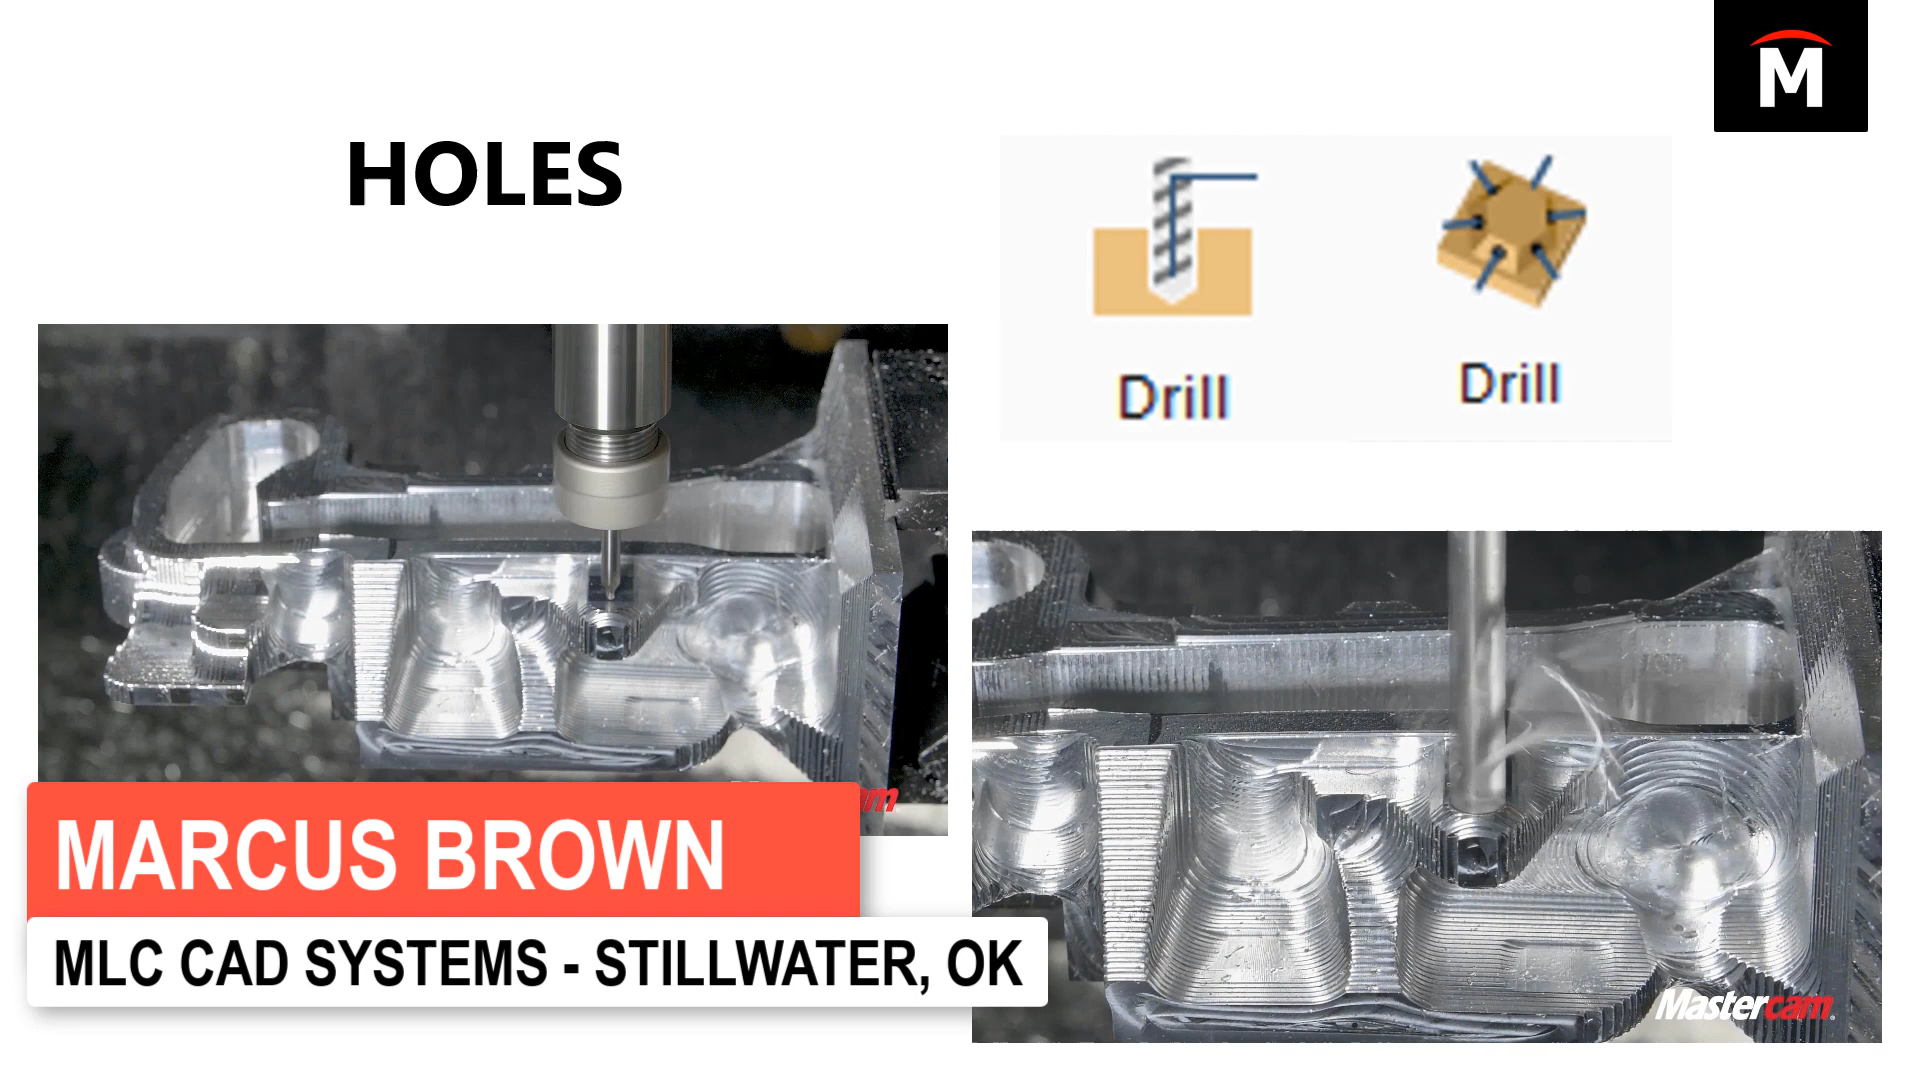 M
HOLES
Drill
Drill
MARCUS BROWN
MLC CAD SYSTEMS - STILLWATER, OK
Mastercam